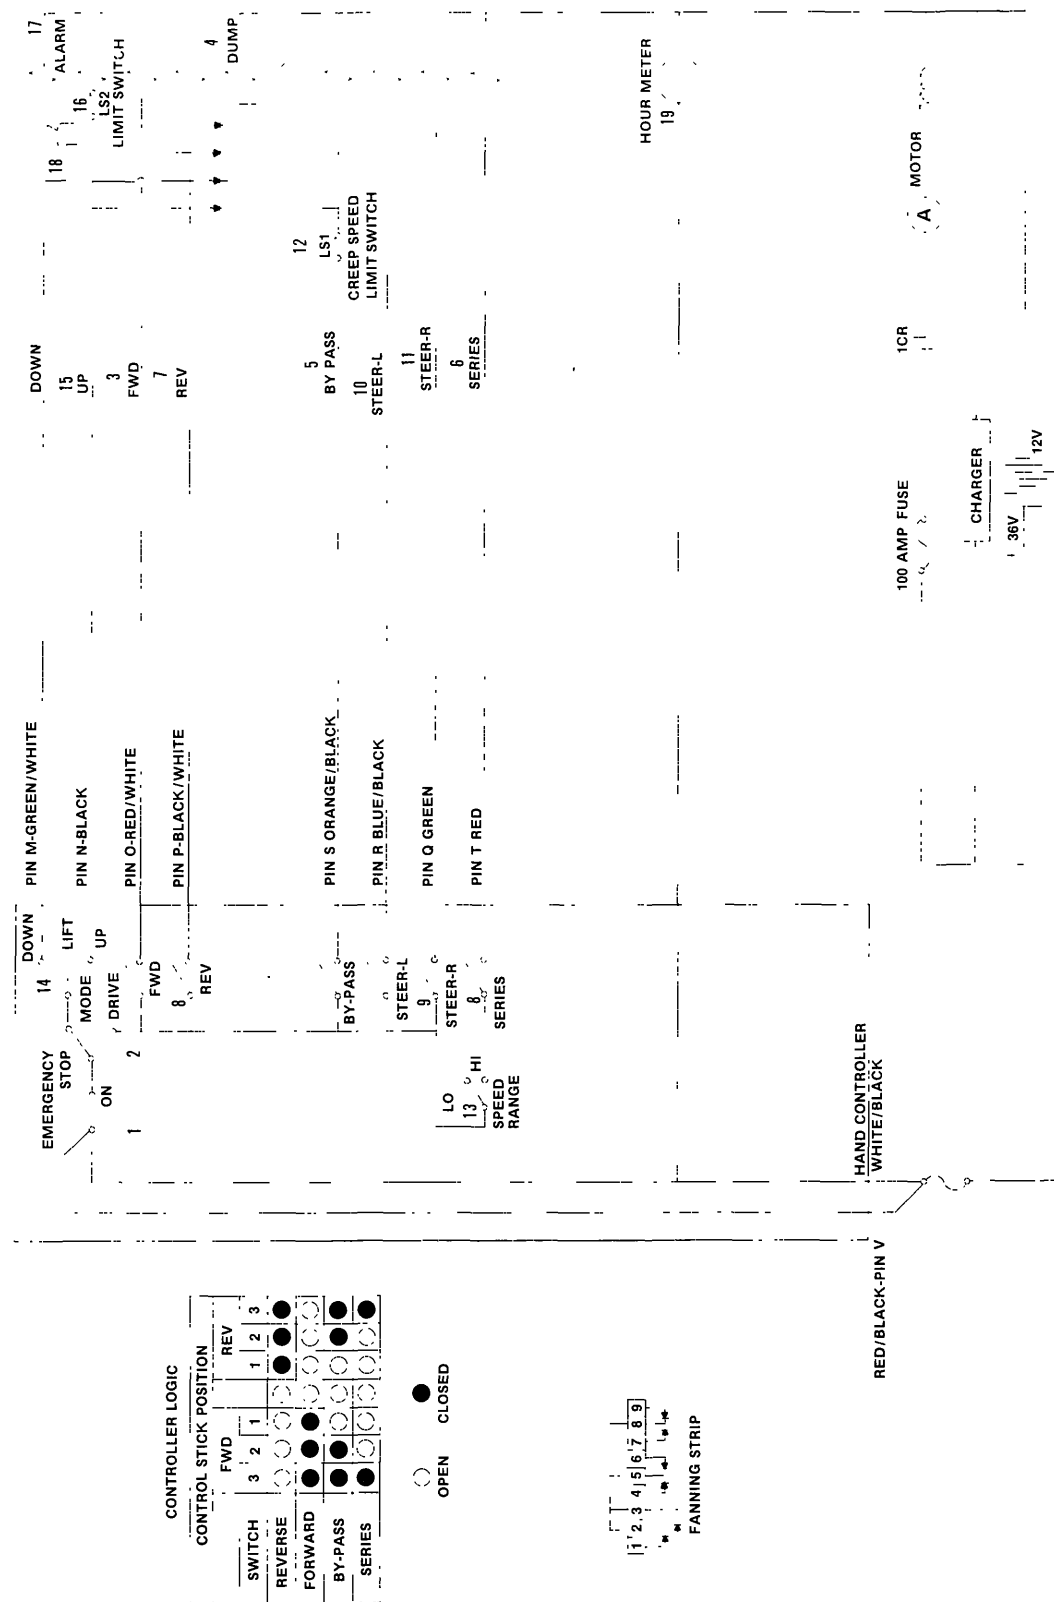 CONTROLLER LOGIC
CONTROL STICK POSITION
FWD REV
SWITCH 3 2 1 1 2 3
REVERSE
FORWARD
BY-PASS
SERIES
OPEN
CLOSED
1 2 3 4 5 6 7 8 9
FANNING STRIP
EMERGENCY
STOP
ON
1
2
14
DOWN
LIFT
MODE
UP
DRIVE
FWD
8
REV
BY-PASS
STEER-L
9
STEER-R
8
SERIES
LO
HI
13
SPEED
RANGE
HAND CONTROLLER
WHITE/BLACK
RED/BLACK-PIN V
PIN M-GREEN/WHITE
PIN N-BLACK
PIN O-RED/WHITE
PIN P-BLACK/WHITE
PIN S ORANGE/BLACK
PIN R BLUE/BLACK
PIN Q GREEN
PIN T RED
DOWN
15
UP
3
FWD
7
REV
5
BY PASS
10
STEER-L
11
STEER-R
6
SERIES
12
LS1
CREEP SPEED
LIMIT SWITCH
17
ALARM
18
16
LS2
LIMIT SWITCH
4
DUMP
HOUR METER
19
100 AMP FUSE
1CR
A
MOTOR
CHARGER
36V
12V